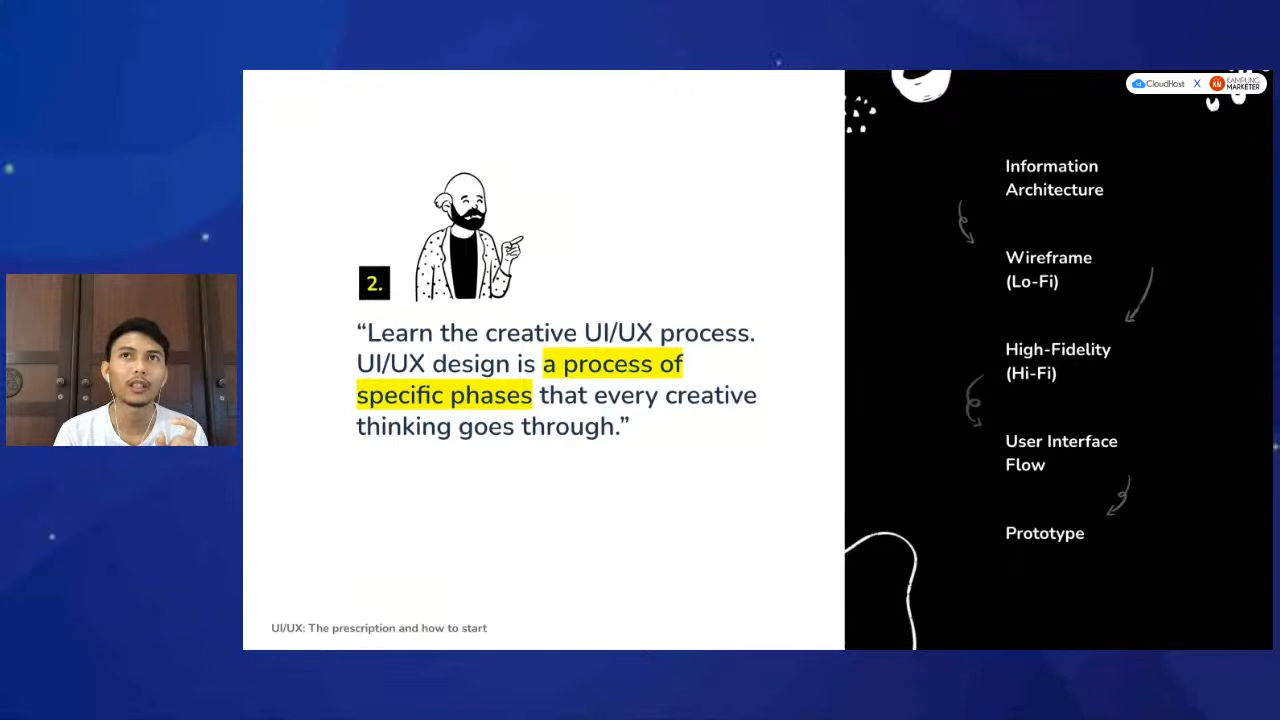 CloudHost X KAMPUNG
KM MARKETER
2.
“Learn the creative UI/UX process.
UI/UX design is a process of
specific phases that every creative
thinking goes through.”
UI/UX: The prescription and how to start
Information
Architecture
Wireframe
(Lo-Fi)
High-Fidelity
(Hi-Fi)
User Interface
Flow
Prototype